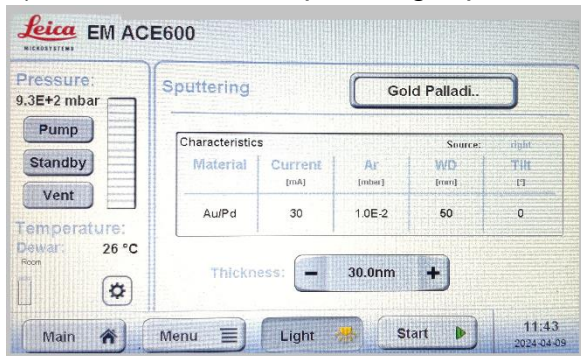 Leica EM ACE600
MICROSYSTEMS
Pressure:
9.3E+2 mbar
Pump
Standby
Vent
Temperature:
Dewar: 26 °C
Room
Sputtering
Gold Palladi..
Characteristics Source: right
Material Current Ar WD Tilt
[mA] [mbar] [mm] [°]
Au/Pd 30 1.0E-2 50 0
Thickness: - 30.0nm +
Main Menu Light Start
11:43
2024-04-09